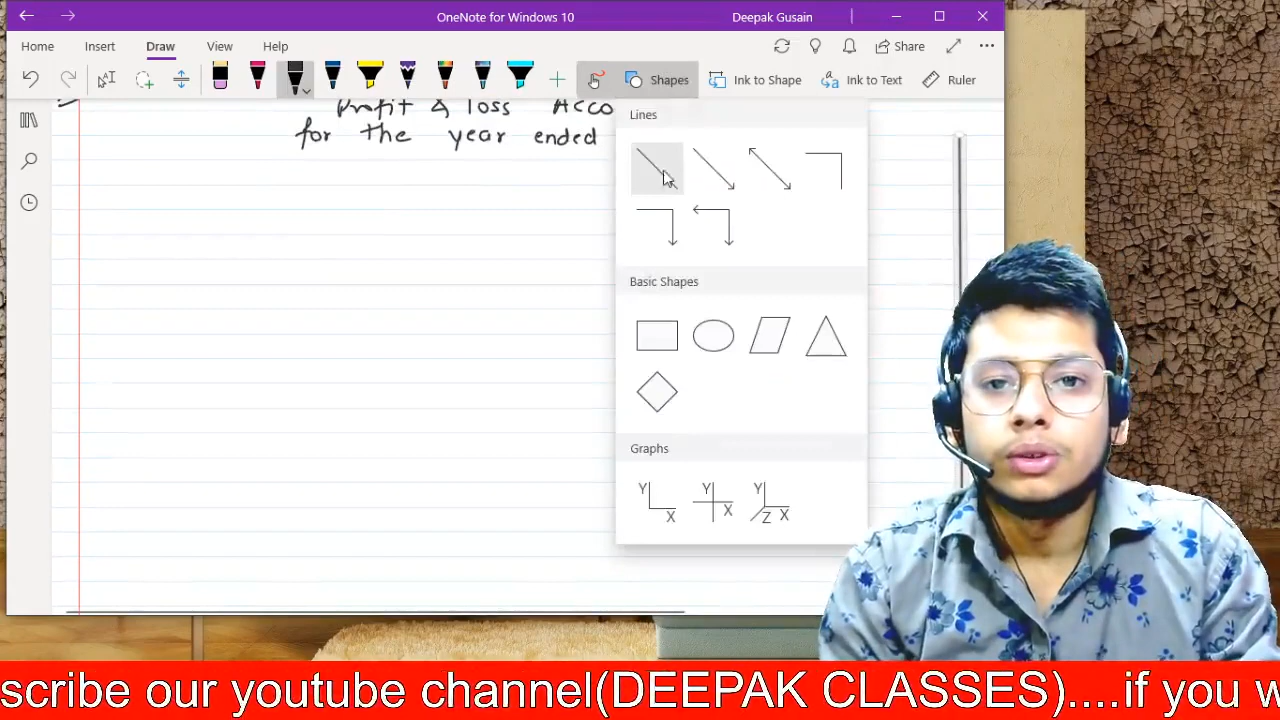 OneNote for Windows 10
Deepak Gusain
Home Insert Draw View Help
Share
Shapes
Ink to Shape
Ink to Text
Ruler
Profit & loss Acco
for the year ended
Lines
Basic Shapes
Graphs
Y X
Y X
Y Z X
scribe our youtube channel(DEEPAK CLASSES)....if you w